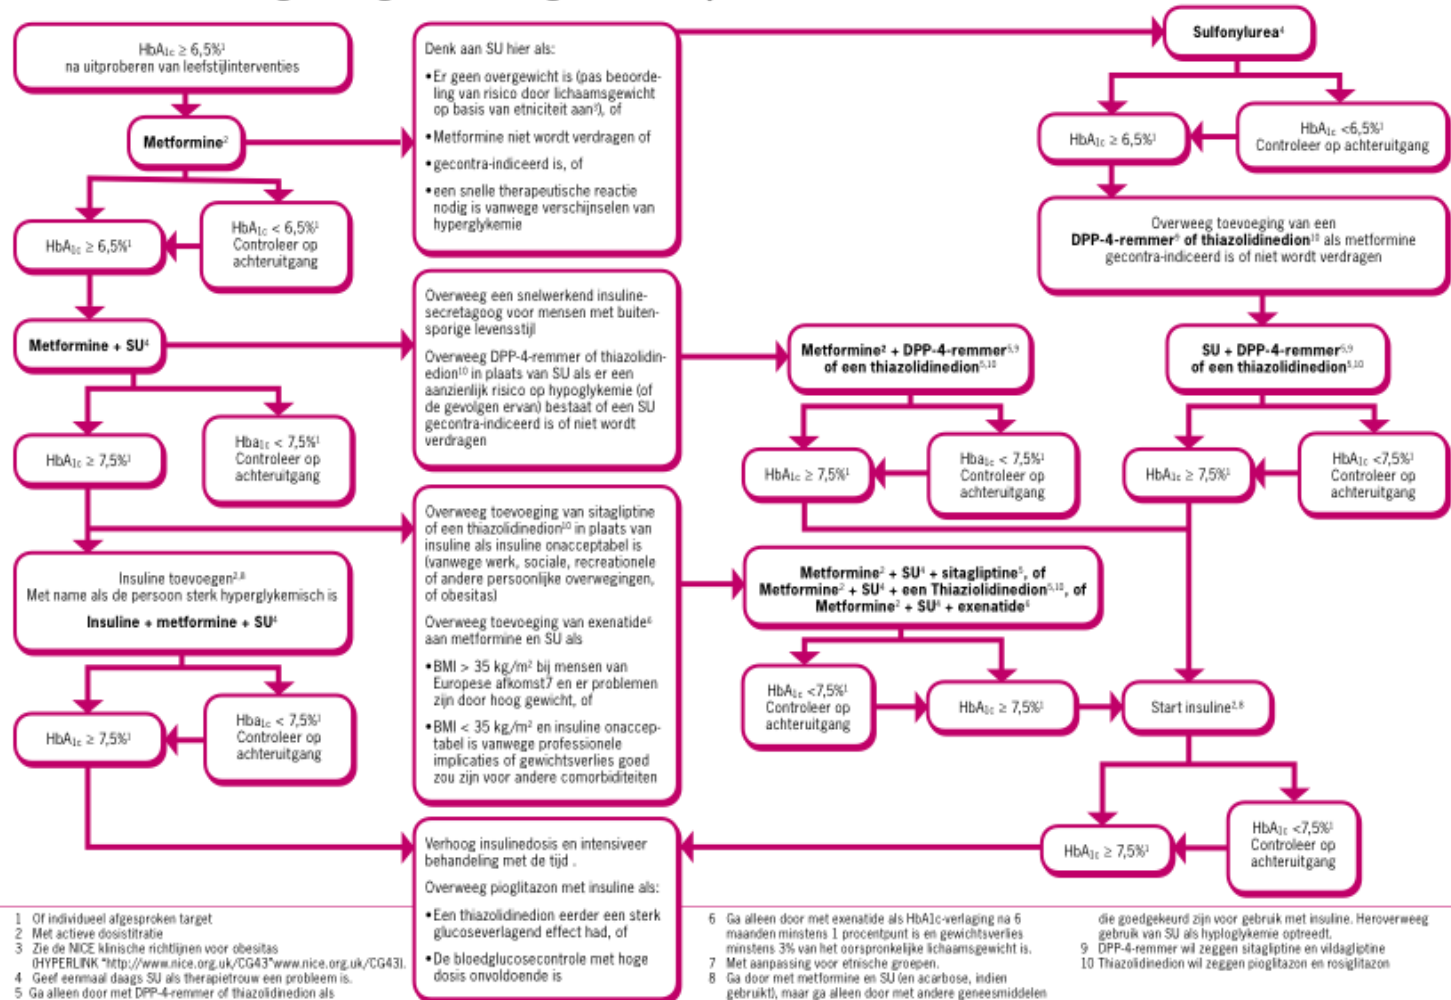 HbA1c ≥ 6,5%¹
na uitproberen van leefstijlinterventies
Metformine²
HbA1c ≥ 6,5%¹
HbA1c < 6,5%¹
Controleer op
achteruitgang
Metformine + SU⁴
HbA1c ≥ 7,5%¹
Hba1c < 7,5%¹
Controleer op
achteruitgang
Insuline toevoegen²,⁸
Met name als de persoon sterk hyperglykemisch is
Insuline + metformine + SU⁴
HbA1c ≥ 7,5%¹
Hba1c < 7,5%¹
Controleer op
achteruitgang
Denk aan SU hier als:
• Er geen overgewicht is (pas beoorde-
ling van risico door lichaamsgewicht
op basis van etniciteit aan³), of
• Metformine niet wordt verdragen of
• gecontra-indiceerd is, of
• een snelle therapeutische reactie
nodig is vanwege verschijnselen van
hyperglykemie
Overweeg een snelwerkend insuline-
secretagoog voor mensen met buiten-
sporige levensstijl
Overweeg DPP-4-remmer of thiazolidin-
edion¹⁰ in plaats van SU als er een
aanzienlijk risico op hypoglykemie (of
de gevolgen ervan) bestaat of een SU
gecontra-indiceerd is of niet wordt
verdragen
Overweeg toevoeging van sitagliptine
of een thiazolidinedion¹⁰ in plaats van
insuline als insuline onacceptabel is
(vanwege werk, sociale, recreationele
of andere persoonlijke overwegingen,
of obesitas)
Overweeg toevoeging van exenatide⁶
aan metformine en SU als
• BMI > 35 kg/m² bij mensen van
Europese afkomst7 en er problemen
zijn door hoog gewicht, of
• BMI < 35 kg/m² en insuline onaccep-
tabel is vanwege professionele
implicaties of gewichtsverlies goed
zou zijn voor andere comorbiditeiten
Verhoog insulinedosis en intensiveer
behandeling met de tijd .
Overweeg pioglitazon met insuline als:
• Een thiazolidinedion eerder een sterk
glucoseverlagend effect had, of
• De bloedglucosecontrole met hoge
dosis onvoldoende is
Sulfonylurea⁴
HbA1c ≥ 6,5%¹
HbA1c <6,5%¹
Controleer op achteruitgang
Overweeg toevoeging van een
DPP-4-remmer⁹ of thiazolidinedion¹⁰ als metformine
gecontra-indiceerd is of niet wordt verdragen
Metformine² + DPP-4-remmer⁵,⁹
of een thiazolidinedion⁵,¹⁰
SU + DPP-4-remmer⁵,⁹
of een thiazolidinedion⁵,¹⁰
HbA1c ≥ 7,5%¹
Hba1c < 7,5%¹
Controleer op
achteruitgang
HbA1c ≥ 7,5%¹
HbA1c <7,5%¹
Controleer op
achteruitgang
Metformine² + SU⁴ + sitagliptine⁵, of
Metformine² + SU⁴ + een Thiaziolidinedion⁵,¹⁰, of
Metformine² + SU⁴ + exenatide⁶
HbA1c <7,5%¹
Controleer op
achteruitgang
HbA1c ≥ 7,5%¹
Start insuline²,⁸
HbA1c ≥ 7,5%¹
HbA1c <7,5%¹
Controleer op
achteruitgang
1 Of individueel afgesproken target
2 Met actieve dosistitratie
3 Zie de NICE klinische richtlijnen voor obesitas
(HYPERLINK "http://www.nice.org.uk/CG43"www.nice.org.uk/CG43).
4 Geef eenmaal daags SU als therapietrouw een probleem is.
5 Ga alleen door met DPP-4-remmer of thiazolidinedion als
6 Ga alleen door met exenatide als HbA1c-verlaging na 6
maanden minstens 1 procentpunt is en gewichtsverlies
minstens 3% van het oorspronkelijke lichaamsgewicht is.
7 Met aanpassing voor etnische groepen.
8 Ga door met metformine en SU (en acarbose, indien
gebruikt), maar ga alleen door met andere geneesmiddelen
die goedgekeurd zijn voor gebruik met insuline. Heroverweeg
gebruik van SU als hyploglykemie optreedt.
9 DPP-4-remmer wil zeggen sitagliptine en vildagliptine
10 Thiazolidinedion wil zeggen pioglitazon en rosiglitazon